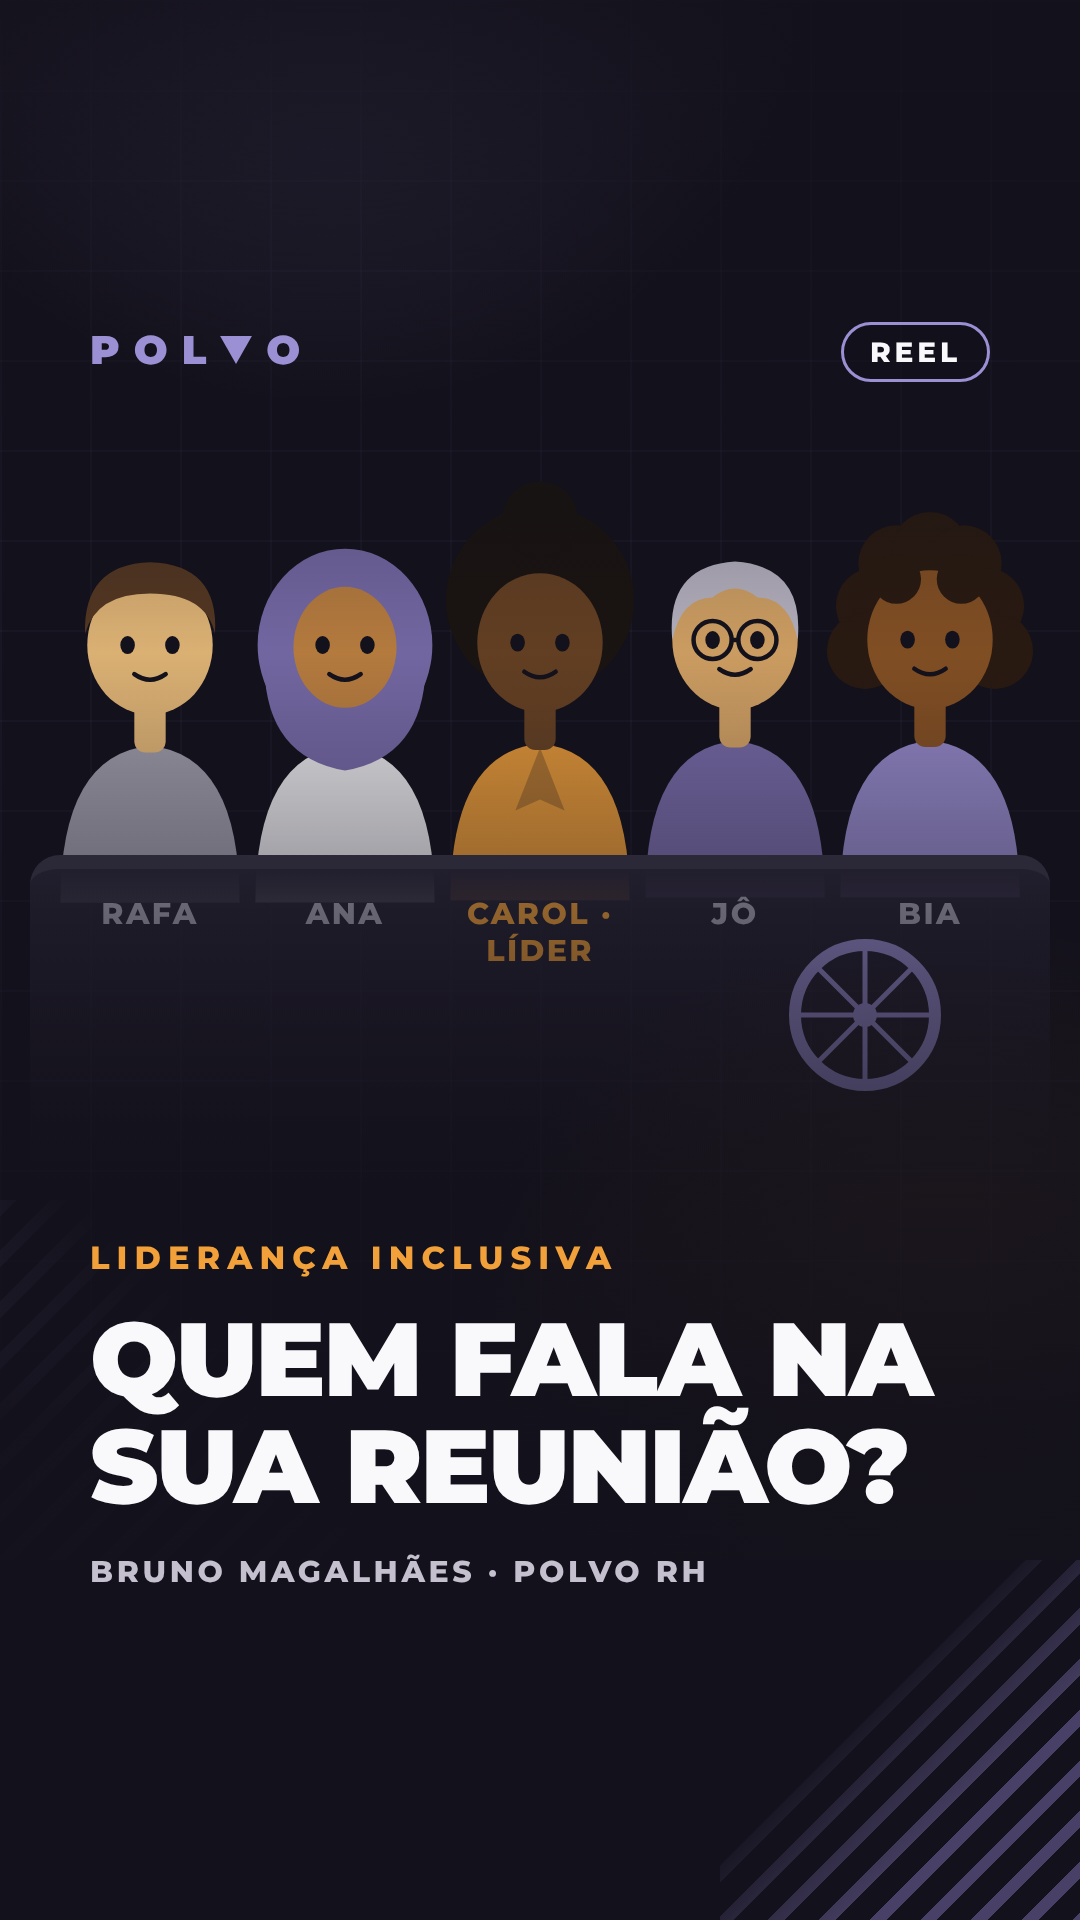 POLVO
REEL
RAFA
ANA
CAROL ·
LÍDER
JÔ
BIA
LIDERANÇA INCLUSIVA
QUEM FALA NA
SUA REUNIÃO?
BRUNO MAGALHÃES · POLVO RH